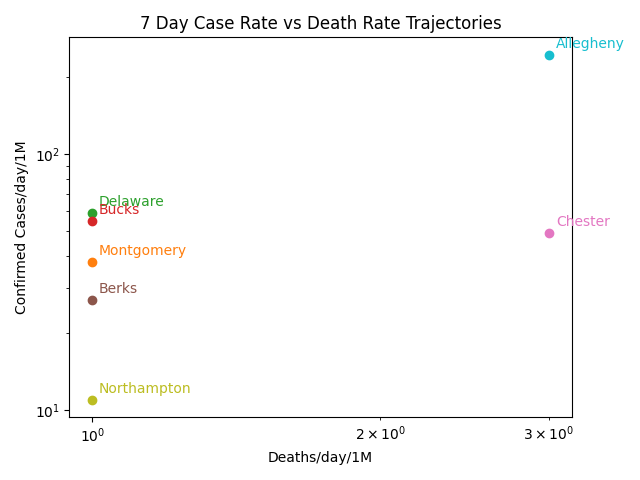 7 Day Case Rate vs Death Rate Trajectories
Allegheny
Confirmed Cases/day/1M
10²
Delaware
Bucks
Chester
Montgomery
Berks
Northampton
10¹
10⁰
2 × 10⁰
3 × 10⁰
Deaths/day/1M